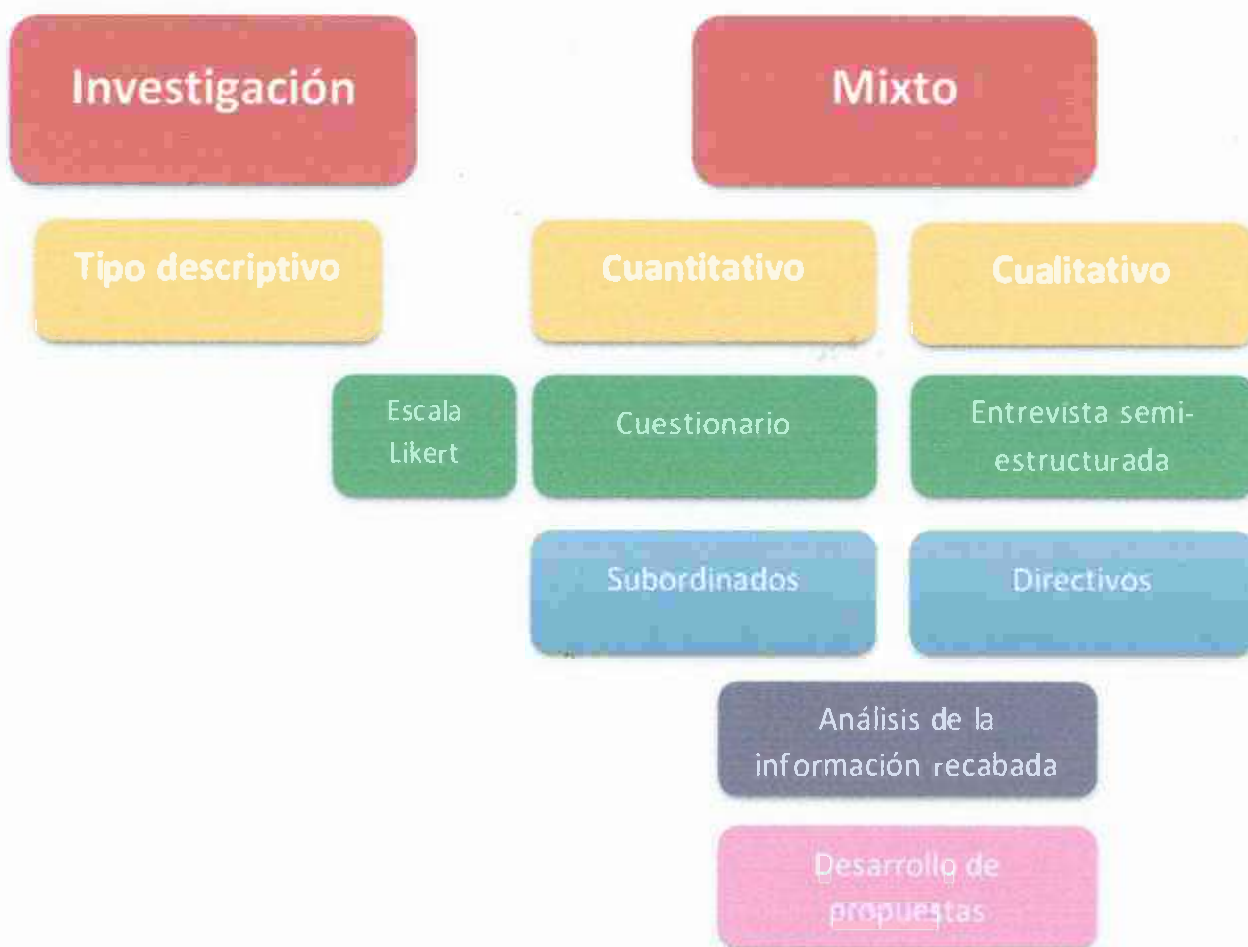 Investigación
Mixto
Tipo descriptivo
Cuantitativo
Cualitativo
Escala
Likert
Cuestionario
Entrevista semi-
estructurada
Subordinados
Directivos
Análisis de la
información recabada
Desarrollo de
propuestas